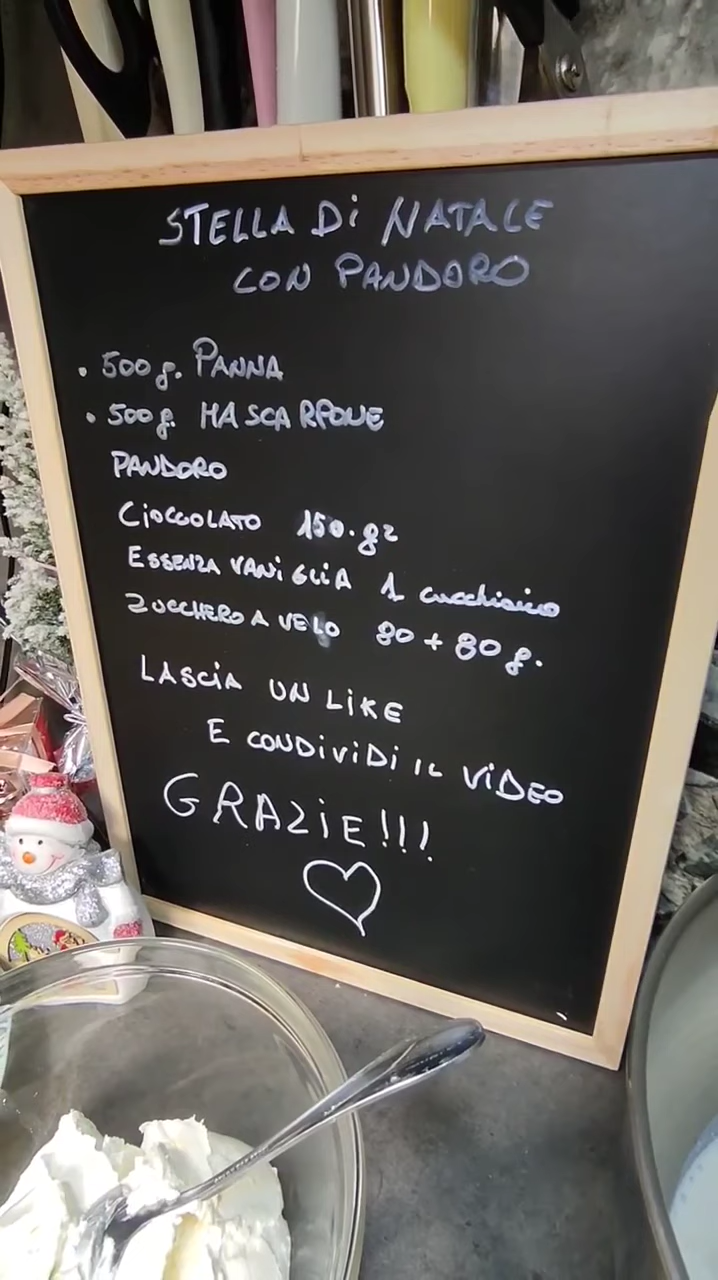 STELLA Di NATALE
CON PANDORO
• 500 g. PANNA
• 500 g. MASCARPONE
PANDORO
CIOCCOLATO 150. gr
ESSENZA VANiGLiA 1 cucchiaino
ZUCCHERO A VELO 80 + 80 g.
LASCiA UN LiKE
E CONDiViDi iL ViDEO
GRAZiE!!!